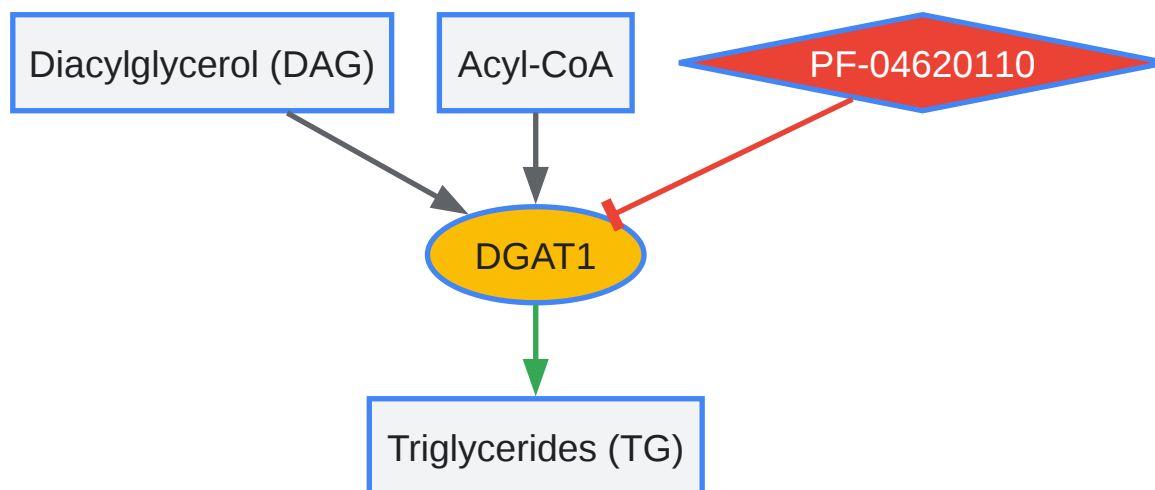 Diacylglycerol (DAG)
Acyl-CoA
PF-04620110
DGAT1
Triglycerides (TG)